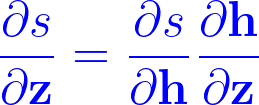 ∂s/∂𝐳 = ∂s/∂𝐡 ∂𝐡/∂𝐳